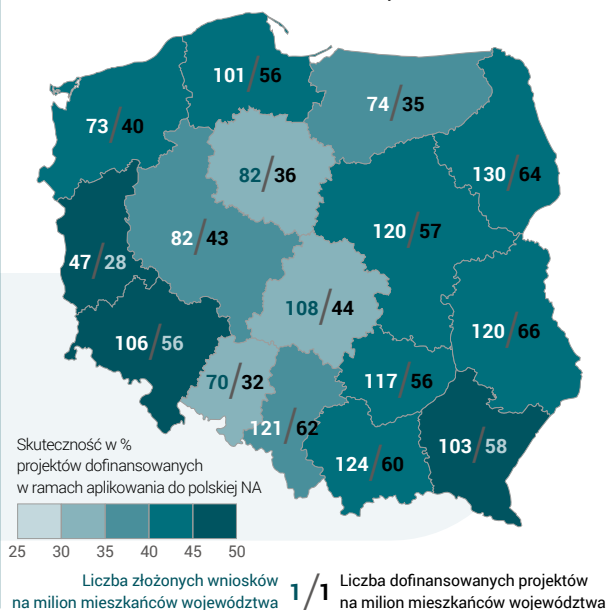 101/56
74/35
73/40
130/64
82/36
120/57
82/43
47/28
108/44
120/66
106/56
70/32
117/56
121/62
103/58
124/60
Skuteczność w %
projektów dofinansowanych
w ramach aplikowania do polskiej NA
25 30 35 40 45 50
Liczba złożonych wniosków
na milion mieszkańców województwa
1/1
Liczba dofinansowanych projektów
na milion mieszkańców województwa